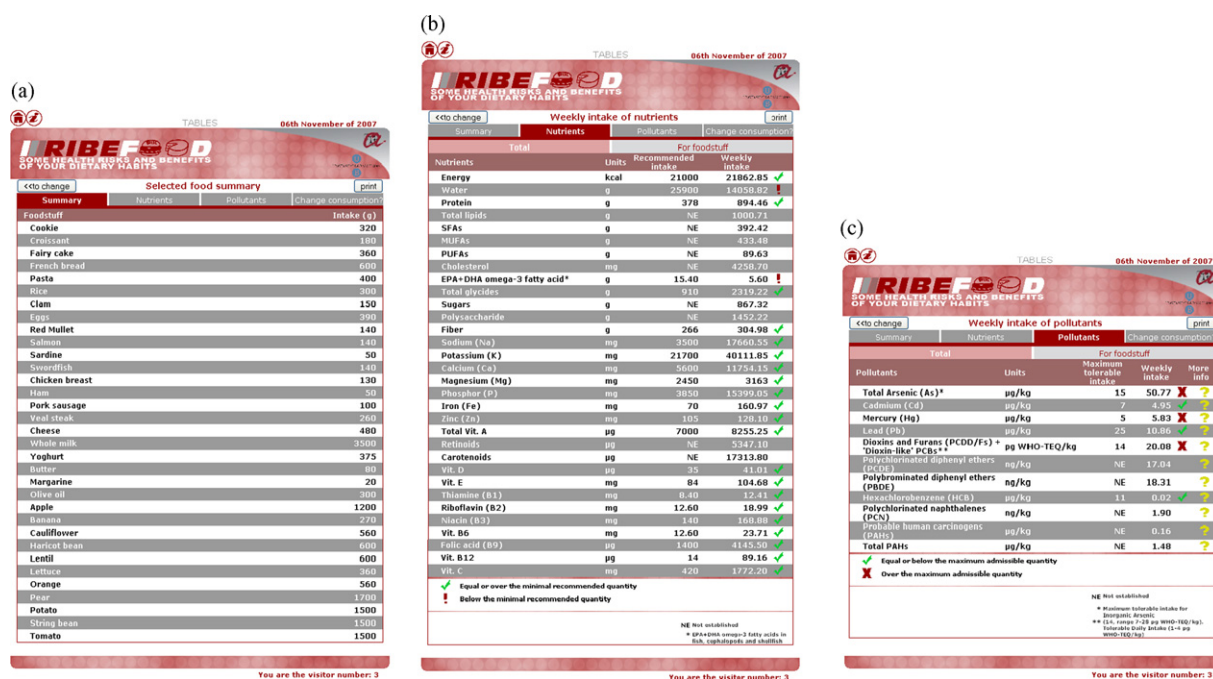 (a)
TABLES
06th November of 2007
RIBEFOOD
SOME HEALTH RISKS AND BENEFITS
OF YOUR DIETARY HABITS
<<to change Selected food summary print
Summary Nutrients Pollutants Change consumption?
Foodstuff Intake (g)
Cookie 320
Croissant 180
Fairy cake 360
French bread 600
Pasta 400
Rice 300
Clam 150
Eggs 390
Red Mullet 140
Salmon 140
Sardine 50
Swordfish 140
Chicken breast 130
Ham 50
Pork sausage 100
Veal steak 260
Cheese 480
Whole milk 3500
Yoghurt 375
Butter 80
Margarine 20
Olive oil 300
Apple 1200
Banana 270
Cauliflower 560
Haricot bean 600
Lentil 600
Lettuce 360
Orange 560
Pear 1700
Potato 1500
String bean 1500
Tomato 1500
You are the visitor number: 3
(b)
TABLES
06th November of 2007
RIBEFOOD
SOME HEALTH RISKS AND BENEFITS
OF YOUR DIETARY HABITS
<<to change Weekly intake of nutrients print
Summary Nutrients Pollutants Change consumption?
Total For foodstuff
Nutrients Units Recommended intake Weekly intake
Energy kcal 21000 21862.85
Water g 25900 14058.82
Protein g 378 894.46
Total lipids g NE 1000.71
SFAs g NE 392.42
MUFAs g NE 433.48
PUFAs g NE 89.63
Cholesterol mg NE 4258.70
EPA+DHA omega-3 fatty acid* g 15.40 5.60
Total glycides g 910 2319.22
Sugars g NE 867.32
Polysaccharide g NE 1452.22
Fiber g 266 304.98
Sodium (Na) mg 3500 17660.55
Potassium (K) mg 21700 40111.85
Calcium (Ca) mg 5600 11754.15
Magnesium (Mg) mg 2450 3163
Phosphor (P) mg 3850 15399.05
Iron (Fe) mg 70 160.97
Zinc (Zn) mg 105 128.10
Total Vit. A µg 7000 8255.25
Retinoids µg NE 5347.10
Carotenoids µg NE 17313.80
Vit. D µg 35 41.01
Vit. E mg 84 104.68
Thiamine (B1) mg 8.40 12.41
Riboflavin (B2) mg 12.60 18.99
Niacin (B3) mg 140 168.88
Vit. B6 mg 12.60 23.71
Folic acid (B9) µg 1400 4145.50
Vit. B12 µg 14 89.16
Vit. C mg 420 1772.20
Equal or over the minimal recommended quantity
Below the minimal recommended quantity
NE Not established
* EPA+DHA omega-3 fatty acids in
fish, cephalopods and shellfish
You are the visitor number: 3
(c)
TABLES
06th November of 2007
RIBEFOOD
SOME HEALTH RISKS AND BENEFITS
OF YOUR DIETARY HABITS
<<to change Weekly intake of pollutants print
Summary Nutrients Pollutants Change consumption?
Total For foodstuff
Pollutants Units Maximum tolerable intake Weekly intake More info
Total Arsenic (As)* µg/kg 15 50.77 ?
Cadmium (Cd) µg/kg 7 4.95 ?
Mercury (Hg) µg/kg 5 5.83 ?
Lead (Pb) µg/kg 25 10.86 ?
Dioxins and Furans (PCDD/Fs) +
'Dioxin-like' PCBs** pg WHO-TEQ/kg 14 20.08 ?
Polychlorinated diphenyl ethers
(PCDE) ng/kg NE 17.04 ?
Polybrominated diphenyl ethers
(PBDE) ng/kg NE 18.31 ?
Hexachlorobenzene (HCB) µg/kg 11 0.02 ?
Polychlorinated naphthalenes
(PCN) ng/kg NE 1.90 ?
Probable human carcinogens
(PAHs) µg/kg NE 0.16 ?
Total PAHs µg/kg NE 1.48 ?
Equal or below the maximum admissible quantity
Over the maximum admissible quantity
NE Not established
* Maximum tolerable intake for
Inorganic Arsenic
** (14, range 7-28 pg WHO-TEQ/kg),
Tolerable Daily Intake (1-4 pg
WHO-TEQ/kg)
You are the visitor number: 3